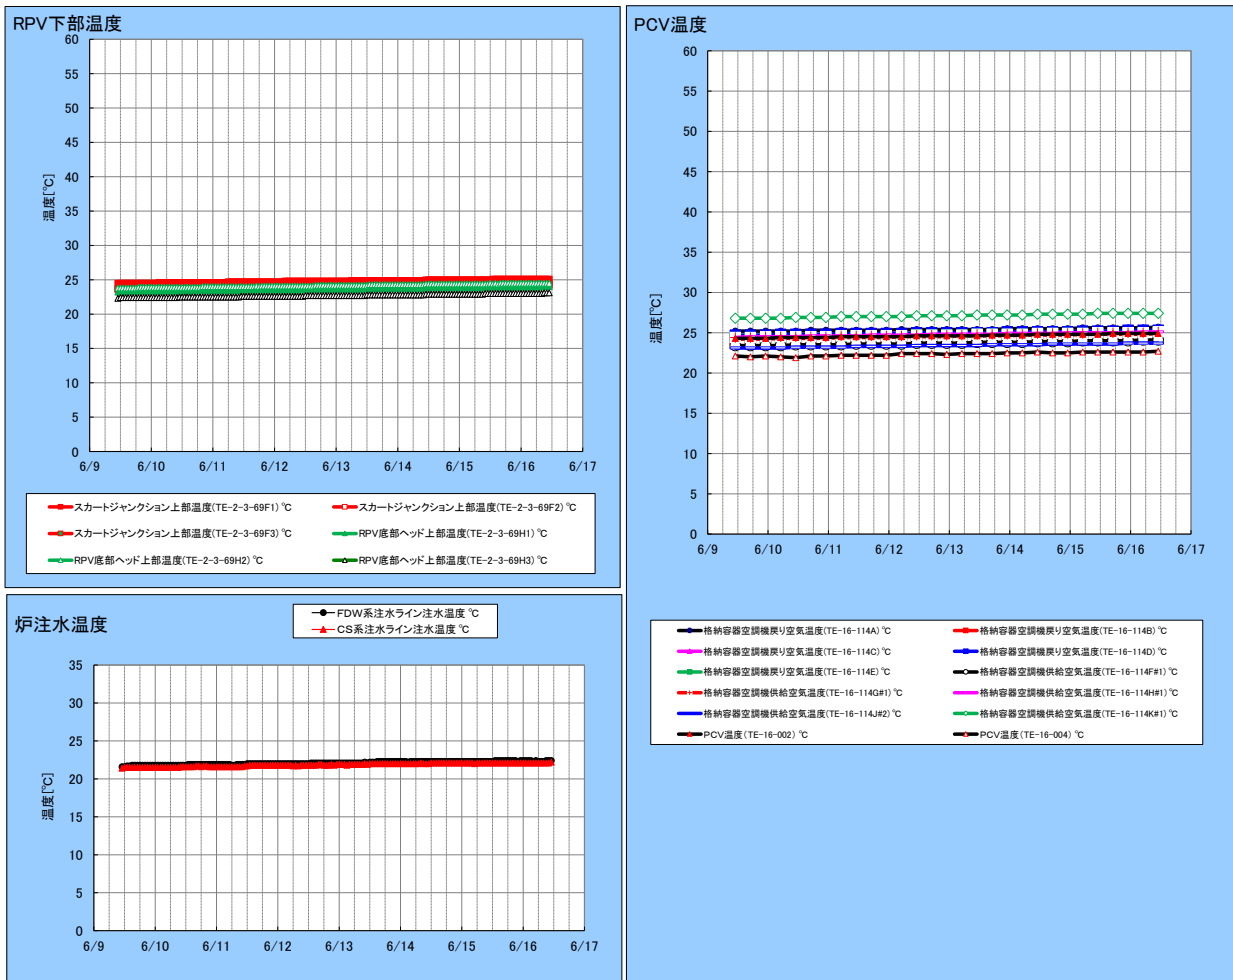 RPV下部温度
温度[℃]
60
55
50
45
40
35
30
25
20
15
10
5
0
6/9 6/10 6/11 6/12 6/13 6/14 6/15 6/16 6/17
スカートジャンクション上部温度(TE-2-3-69F1) ℃ スカートジャンクション上部温度(TE-2-3-69F2) ℃
スカートジャンクション上部温度(TE-2-3-69F3) ℃ RPV底部ヘッド上部温度(TE-2-3-69H1) ℃
RPV底部ヘッド上部温度(TE-2-3-69H2) ℃ RPV底部ヘッド上部温度(TE-2-3-69H3) ℃
炉注水温度
FDW系注水ライン注水温度 ℃
CS系注水ライン注水温度 ℃
温度[℃]
35
30
25
20
15
10
5
0
6/9 6/10 6/11 6/12 6/13 6/14 6/15 6/16 6/17
PCV温度
温度[℃]
60
55
50
45
40
35
30
25
20
15
10
5
0
6/9 6/10 6/11 6/12 6/13 6/14 6/15 6/16 6/17
格納容器空調機戻り空気温度(TE-16-114A) ℃ 格納容器空調機戻り空気温度(TE-16-114B) ℃
格納容器空調機戻り空気温度(TE-16-114C) ℃ 格納容器空調機戻り空気温度(TE-16-114D) ℃
格納容器空調機戻り空気温度(TE-16-114E) ℃ 格納容器空調機供給空気温度(TE-16-114F#1) ℃
格納容器空調機供給空気温度(TE-16-114G#1) ℃ 格納容器空調機供給空気温度(TE-16-114H#1) ℃
格納容器空調機供給空気温度(TE-16-114J#2) ℃ 格納容器空調機供給空気温度(TE-16-114K#1) ℃
PCV温度(TE-16-002) ℃ PCV温度(TE-16-004) ℃